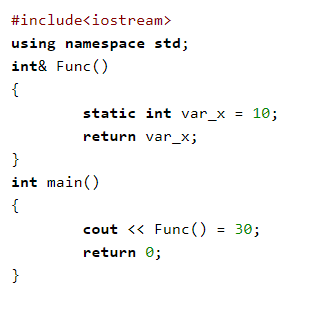 #include<iostream>
using namespace std;
int& Func()
{
        static int var_x = 10;
        return var_x;
}
int main()
{
        cout << Func() = 30;
        return 0;
}